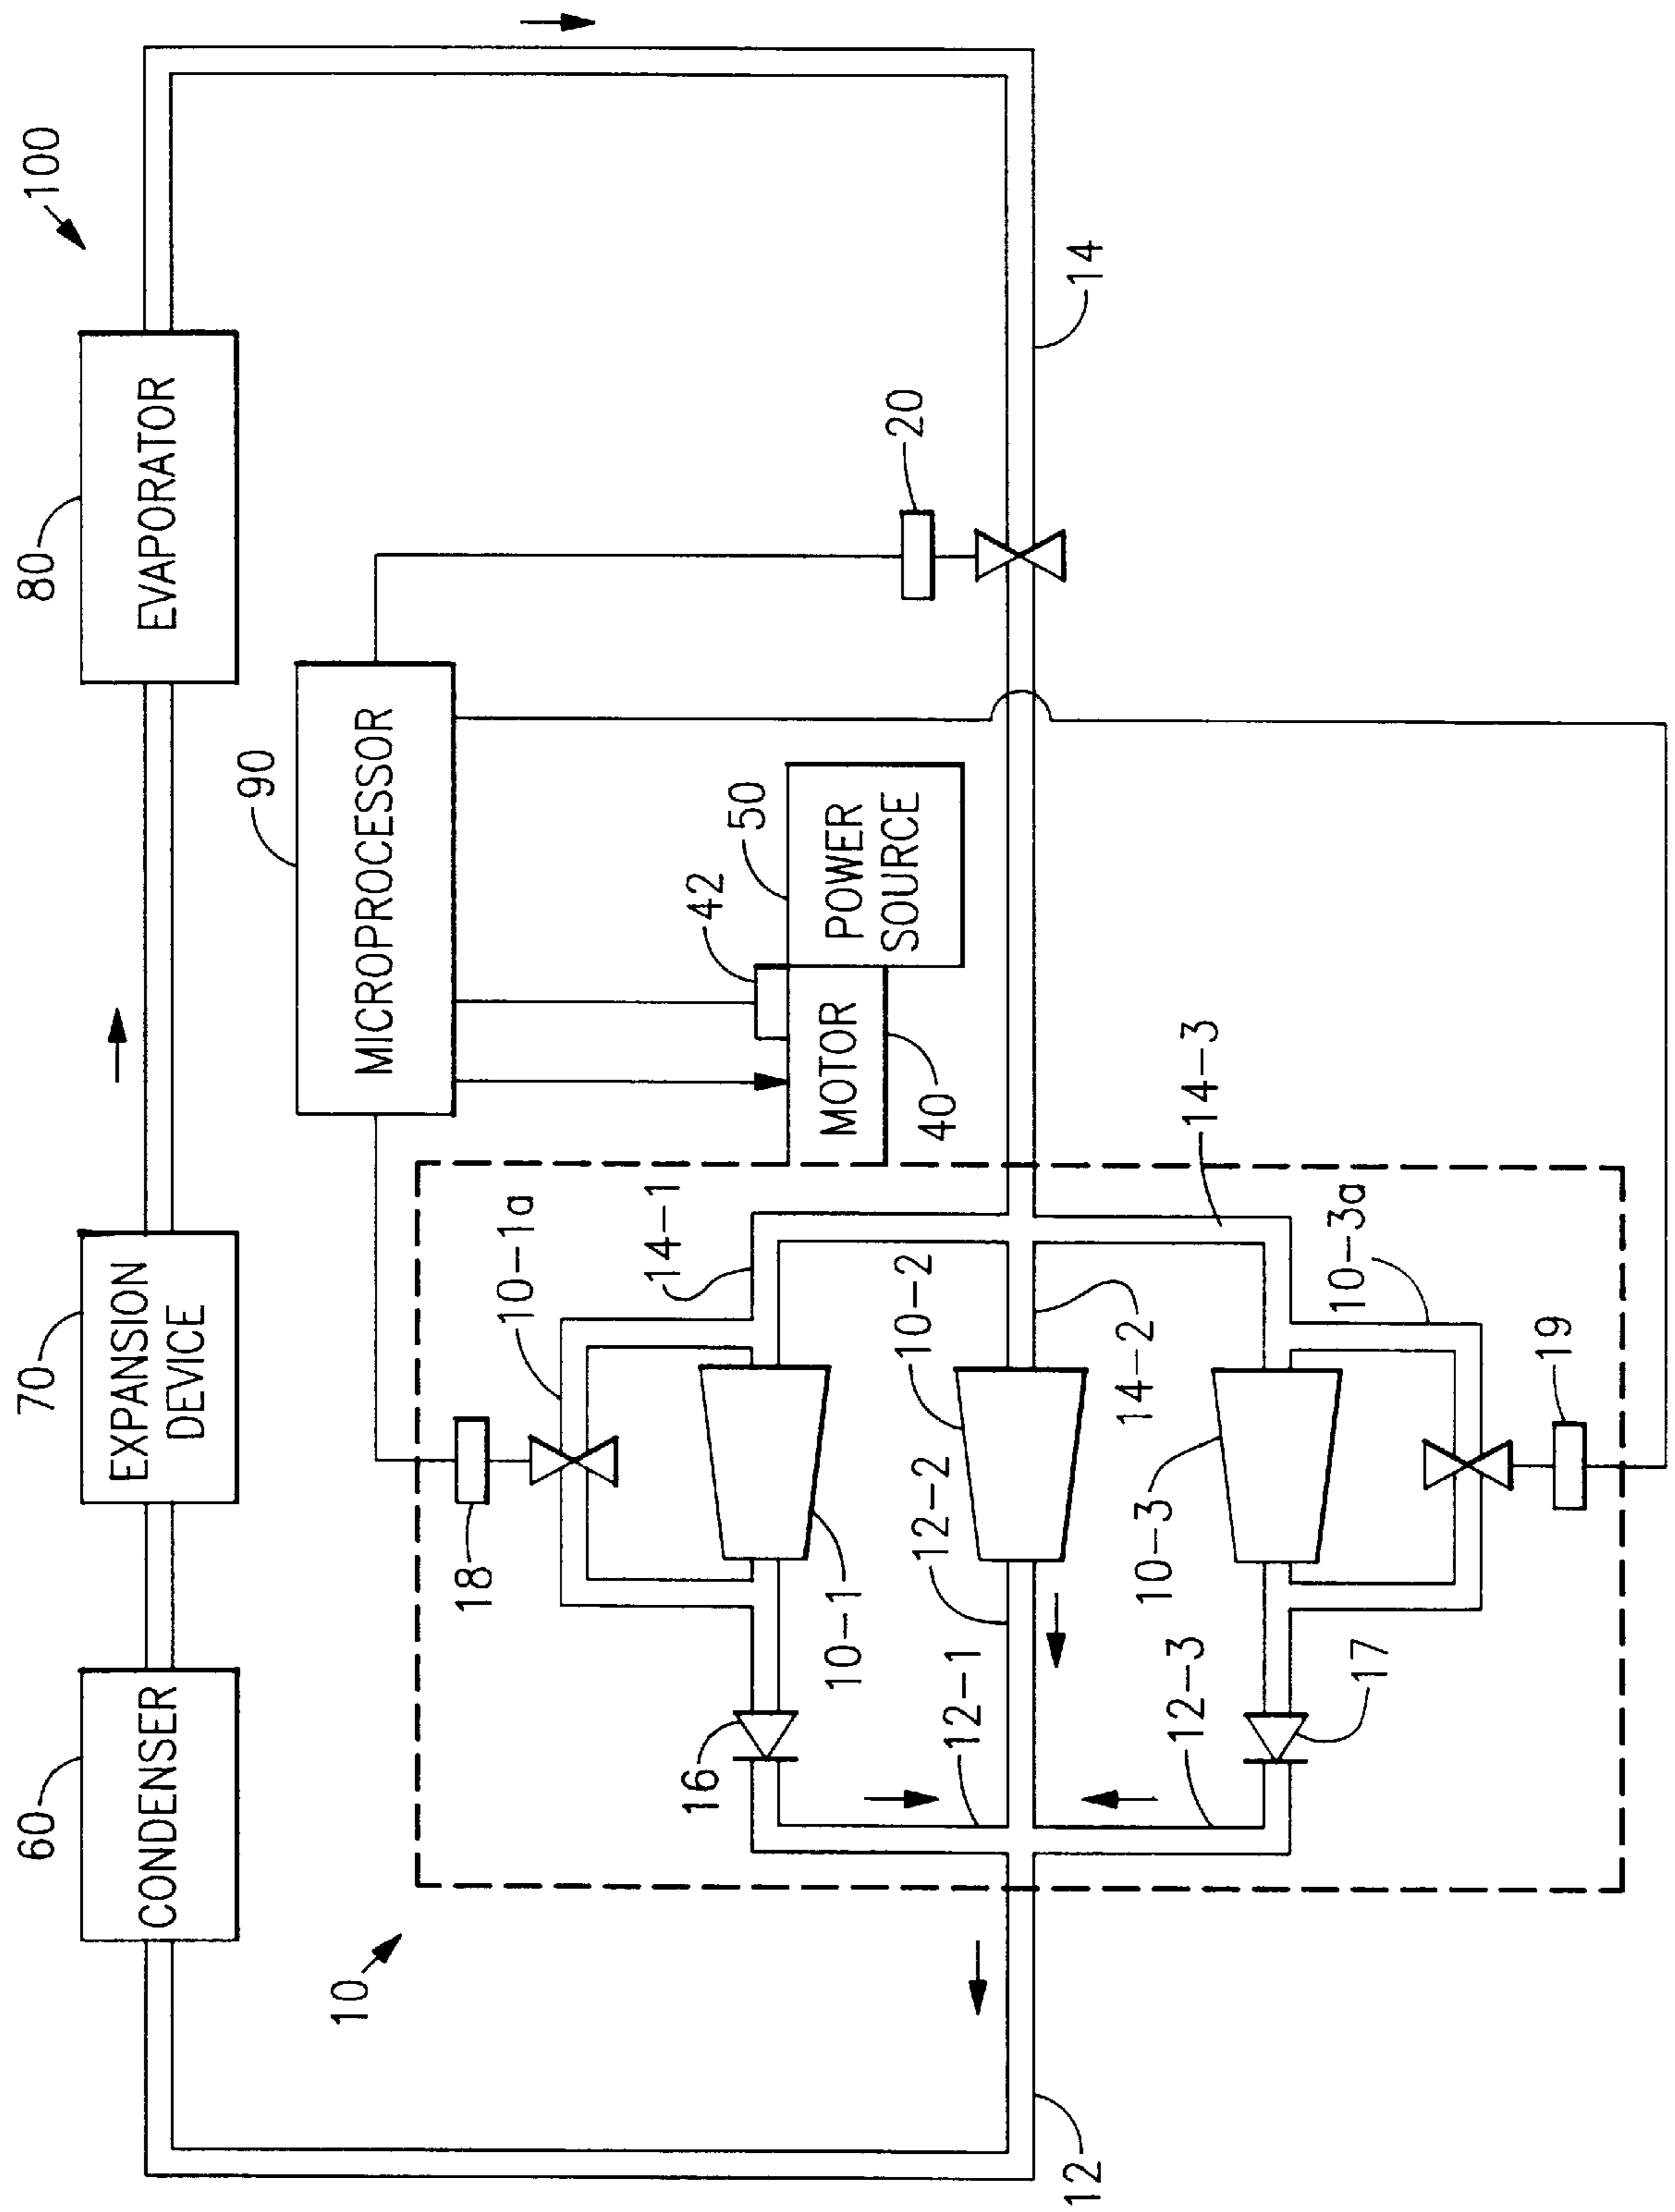 100
80
EVAPORATOR
70
EXPANSION
DEVICE
60
CONDENSER
90
MICROPROCESSOR
20
14
42
50
POWER
SOURCE
MOTOR
40
10
18
10-1a
14-1
10-1
16
12-1
12-2
10-2
14-2
14-3
10-3
12-3
17
10-3a
19
12